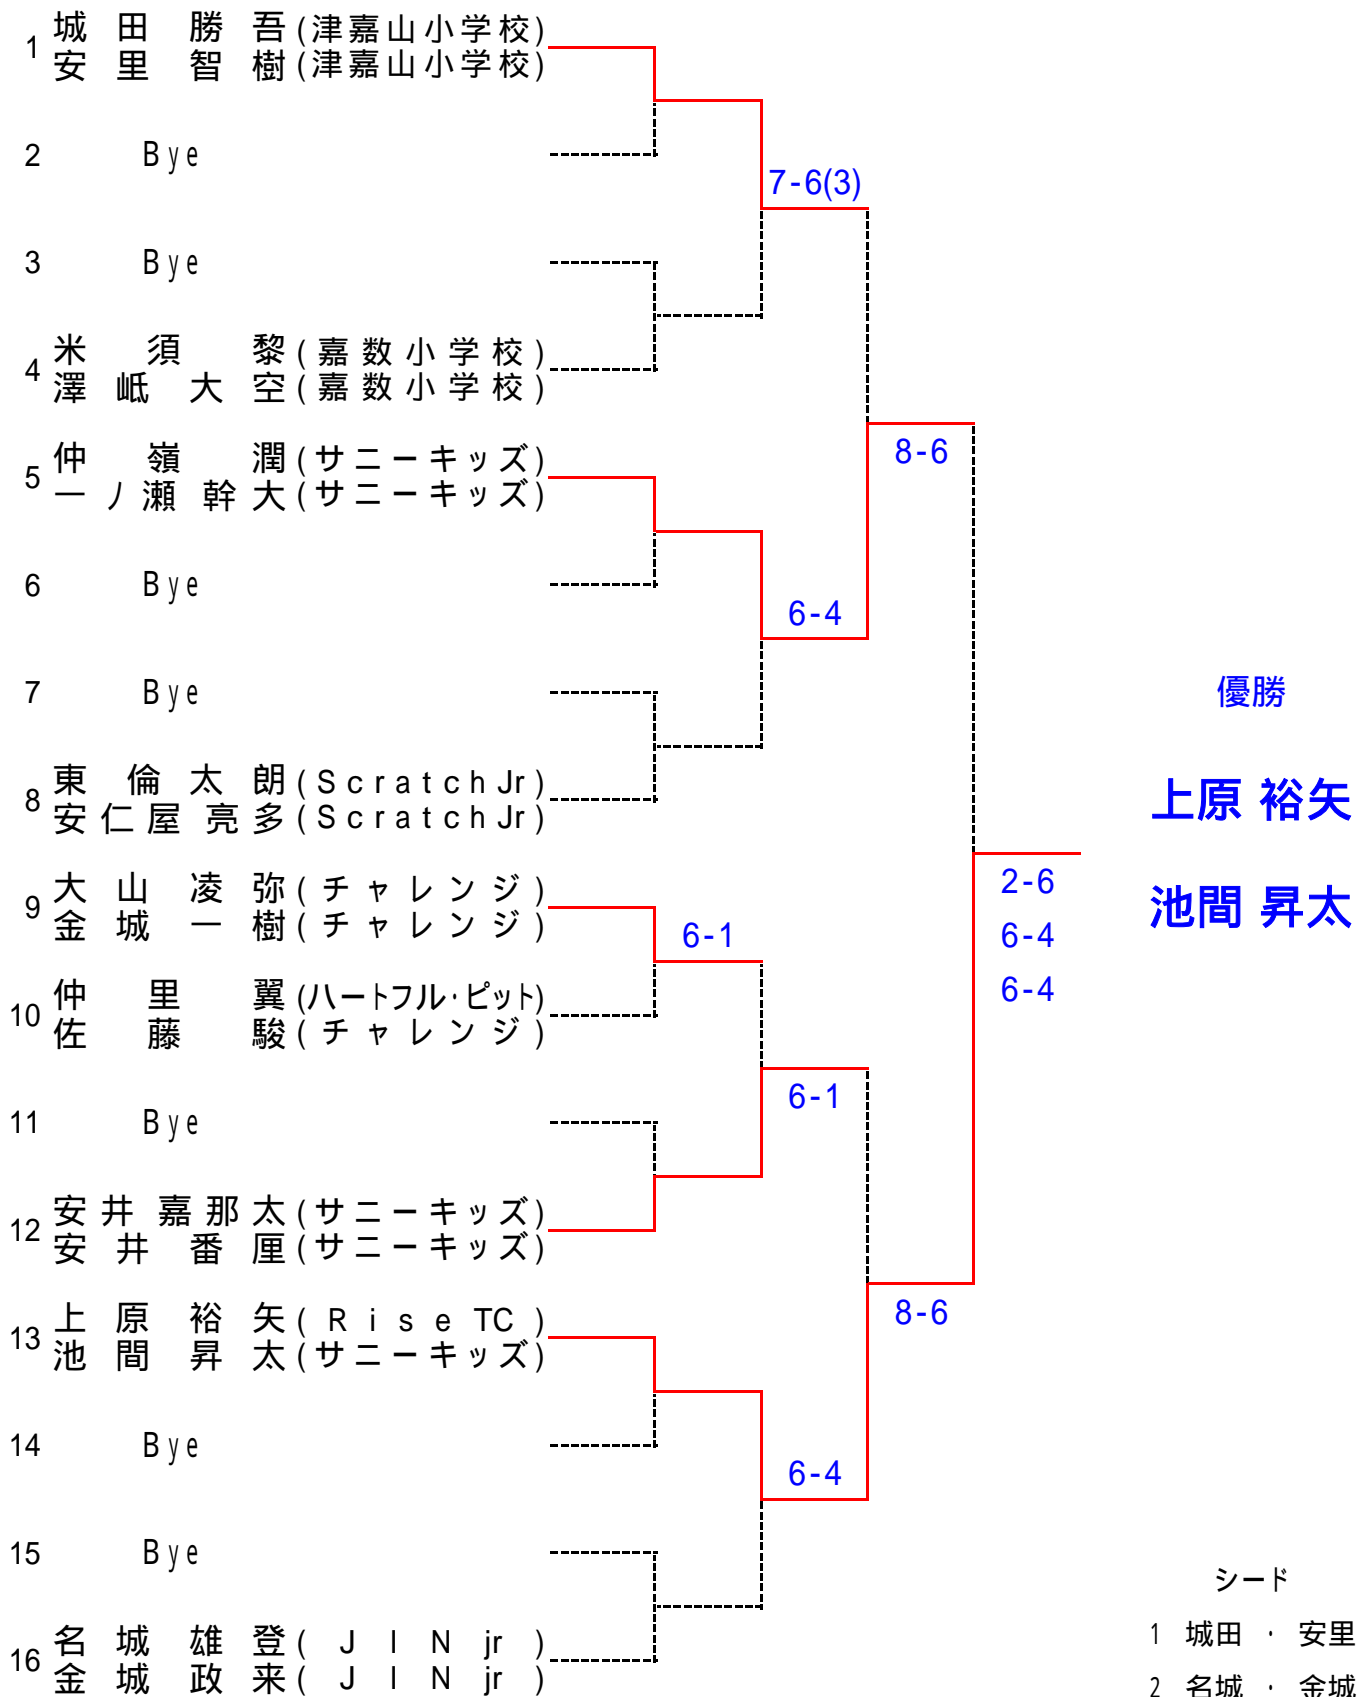 1 城田 勝吾(津嘉山小学校)
安里 智樹(津嘉山小学校)
2 Bye
7-6(3)
3 Bye
4 米須 黎(嘉数小学校)
澤岻 大空(嘉数小学校)
8-6
5 仲嶺 潤(サニーキッズ)
一ノ瀬 幹大(サニーキッズ)
6 Bye
6-4
7 Bye
優勝
8 東 倫太朗(ScratchJr)
安仁屋 亮多(ScratchJr)
上原 裕矢
2-6
池間 昇太
9 大山 凌弥(チャレンジ)
金城 一樹(チャレンジ)
6-1
6-4
6-4
10 仲里 翼(ハートフル・ピット)
佐藤 駿(チャレンジ)
6-1
11 Bye
12 安井 嘉那太(サニーキッズ)
安井 番厘(サニーキッズ)
8-6
13 上原 裕矢(Rise TC)
池間 昇太(サニーキッズ)
14 Bye
6-4
15 Bye
シード
16 名城 雄登(JIN jr)
金城 政来(JIN jr)
1 城田 ・ 安里
2 名城 ・ 金城